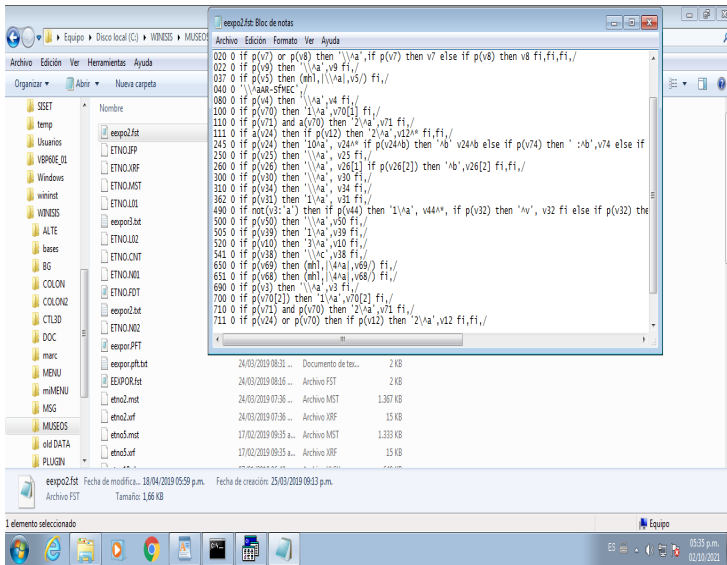 Equipo ▸ Disco local (C:) ▸ WINISIS ▸ MUSEOS
Archivo Edición Ver Herramientas Ayuda
Organizar Abrir Nueva carpeta
SISET
temp
Usuarios
VBP60E_01
Windows
wininst
WINISIS
ALTE
bases
BG
COLON
COLON2
CTL3D
DOC
marc
MENU
miMENU
MSG
MUSEOS
old DATA
PLUGIN
Nombre
eexpo2.fst
ETNO.IFP
ETNO.XRF
ETNO.MST
ETNO.L01
eexpor3.txt
ETNO.L02
ETNO.CNT
ETNO.N01
ETNO.FDT
eexpor2.txt
ETNO.N02
eexpor.PFT
eexpor.pft.txt 24/03/2019 08:31 ... Documento de tex... 2 KB
EEXPOR.fst 24/03/2019 08:16 ... Archivo FST 2 KB
etno2.mst 24/03/2019 07:36 ... Archivo MST 1.367 KB
etno2.xrf 24/03/2019 07:36 ... Archivo XRF 15 KB
etno5.mst 17/02/2019 09:35 a... Archivo MST 1.333 KB
etno5.xrf 17/02/2019 09:35 a... Archivo XRF 15 KB
eexpo2.fst: Bloc de notas
Archivo Edición Formato Ver Ayuda
020 0 if p(v7) or p(v8) then '\\^a',if p(v7) then v7 else if p(v8) then v8 fi,fi,fi,/
022 0 if p(v9) then '\\^a',v9 fi,/
037 0 if p(v5) then (mhl,|\\^a|,v5/) fi,/
040 0 '\\^aAR-SfMEC',/
080 0 if p(v4) then '\\^a',v4 fi,/
100 0 if p(v70) then '1\^a',v70[1] fi,/
110 0 if p(v71) and a(v70) then '2\^a',v71 fi,/
111 0 if a(v24) then if p(v12) then '2\^a',v12^* fi,fi,/
245 0 if p(v24) then '10^a', v24^* if p(v24^b) then '^b' v24^b else if p(v74) then ' :^b',v74 else if
250 0 if p(v25) then '\\^a', v25 fi,/
260 0 if p(v26) then '\\^a', v26[1] if p(v26[2]) then '^b',v26[2] fi,fi,/
300 0 if p(v30) then '\\^a', v30 fi,/
310 0 if p(v34) then '\\^a', v34 fi,/
362 0 if p(v31) then '1\^a', v31 fi,/
490 0 if not(v3:'a') then if p(v44) then '1\^a', v44^*, if p(v32) then '^v', v32 fi else if p(v32) the
500 0 if p(v50) then '\\^a',v50 fi,/
505 0 if p(v39) then '1\^a',v39 fi,/
520 0 if p(v10) then '3\^a',v10 fi,/
541 0 if p(v38) then '\\^c',v38 fi,/
650 0 if p(v69) then (mhl,|\4^a|,v69/) fi,/
651 0 if p(v68) then (mhl,|\4^a|,v68/) fi,/
690 0 if p(v3) then '\\^a',v3 fi,/
700 0 if p(v70[2]) then '1\^a',v70[2] fi,/
710 0 if p(v71) and p(v70) then '2\^a',v71 fi,/
711 0 if p(v24) or p(v70) then if p(v12) then '2\^a',v12 fi,fi,/
eexpo2.fst Fecha de modifica... 18/04/2019 05:59 p.m. Fecha de creación: 25/03/2019 09:13 p.m.
Archivo FST Tamaño: 1,66 KB
1 elemento seleccionado Equipo
ES 05:35 p.m.
02/10/2021